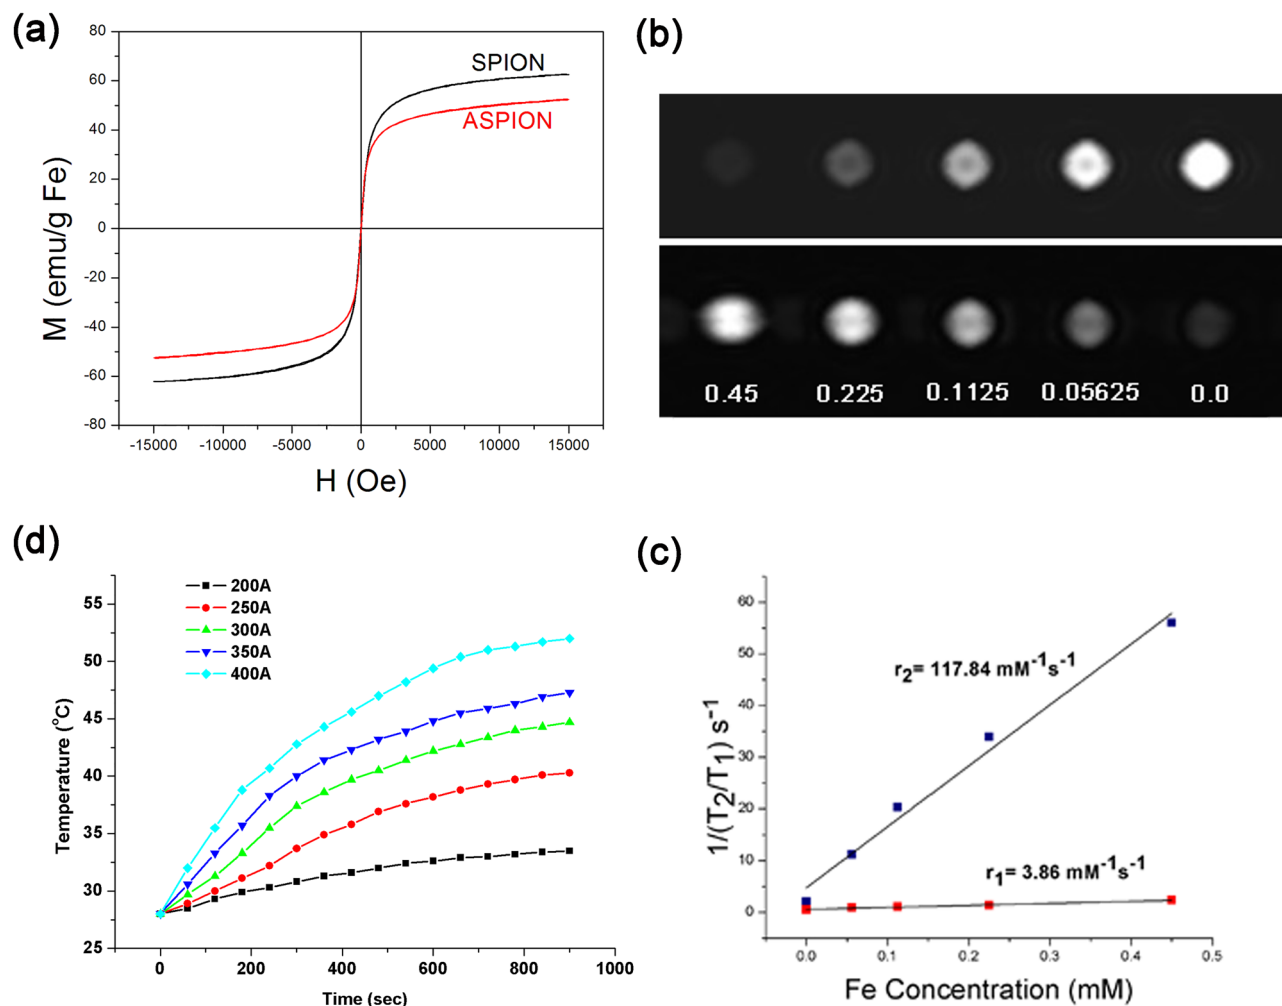 (a)
80
60
40
20
0
-20
-40
-60
-80
M (emu/g Fe)
SPION
ASPION
-15000 -10000 -5000 0 5000 10000 15000
H (Oe)
(b)
0.45 0.225 0.1125 0.05625 0.0
(d)
200A
250A
300A
350A
400A
55
50
45
40
35
30
25
Temperature (°C)
0 200 400 600 800 1000
Time (sec)
(c)
60
50
40
30
20
10
0
1/(T₂/T₁) s⁻¹
r₂= 117.84 mM⁻¹s⁻¹
r₁= 3.86 mM⁻¹s⁻¹
0.0 0.1 0.2 0.3 0.4 0.5
Fe Concentration (mM)